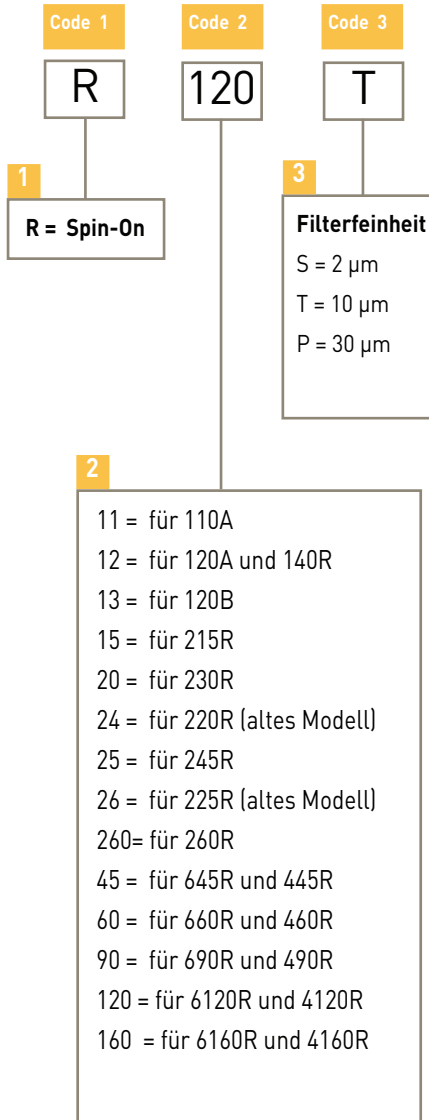 Code 1
Code 2
Code 3
R
120
T
1
R = Spin-On
3
Filterfeinheit
S = 2 µm
T = 10 µm
P = 30 µm
2
11 = für 110A
12 = für 120A und 140R
13 = für 120B
15 = für 215R
20 = für 230R
24 = für 220R (altes Modell)
25 = für 245R
26 = für 225R (altes Modell)
260= für 260R
45 = für 645R und 445R
60 = für 660R und 460R
90 = für 690R und 490R
120 = für 6120R und 4120R
160 = für 6160R und 4160R